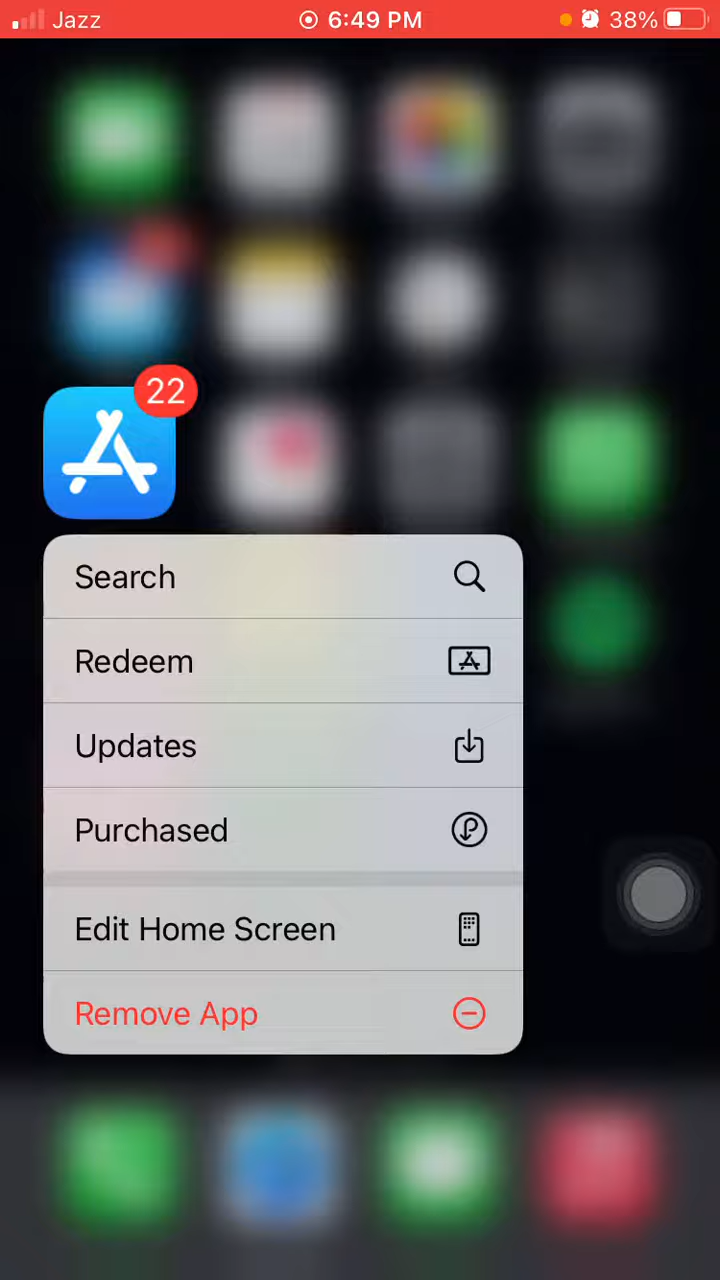 Jazz 6:49 PM 38%
22
Search
Redeem
Updates
Purchased
Edit Home Screen
Remove App